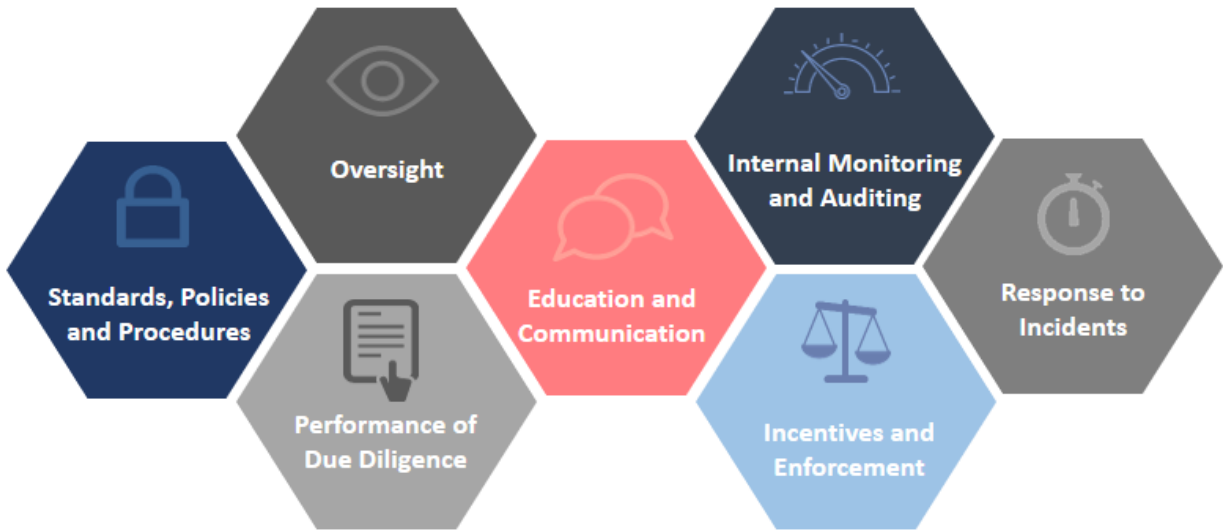 Oversight
Internal Monitoring
and Auditing
Standards, Policies
and Procedures
Education and
Communication
Response to
Incidents
Performance of
Due Diligence
Incentives and
Enforcement